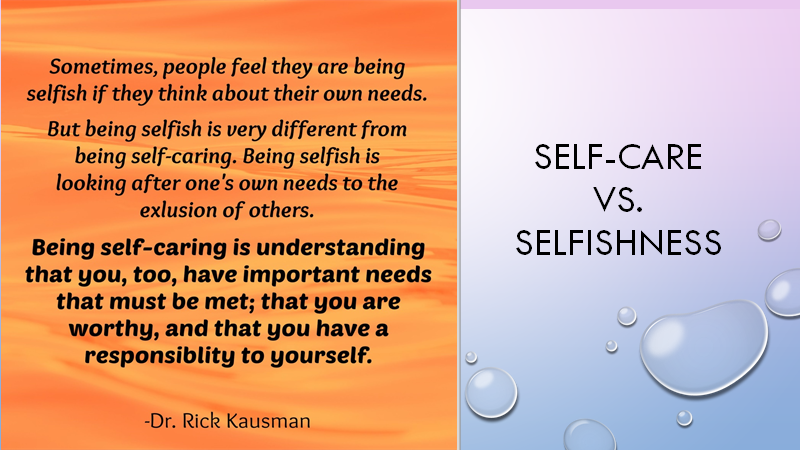 Sometimes, people feel they are being
selfish if they think about their own needs.
But being selfish is very different from
being self-caring. Being selfish is
looking after one's own needs to the
exlusion of others.
Being self-caring is understanding
that you, too, have important needs
that must be met; that you are
worthy, and that you have a
responsiblity to yourself.
-Dr. Rick Kausman
SELF-CARE
VS.
SELFISHNESS